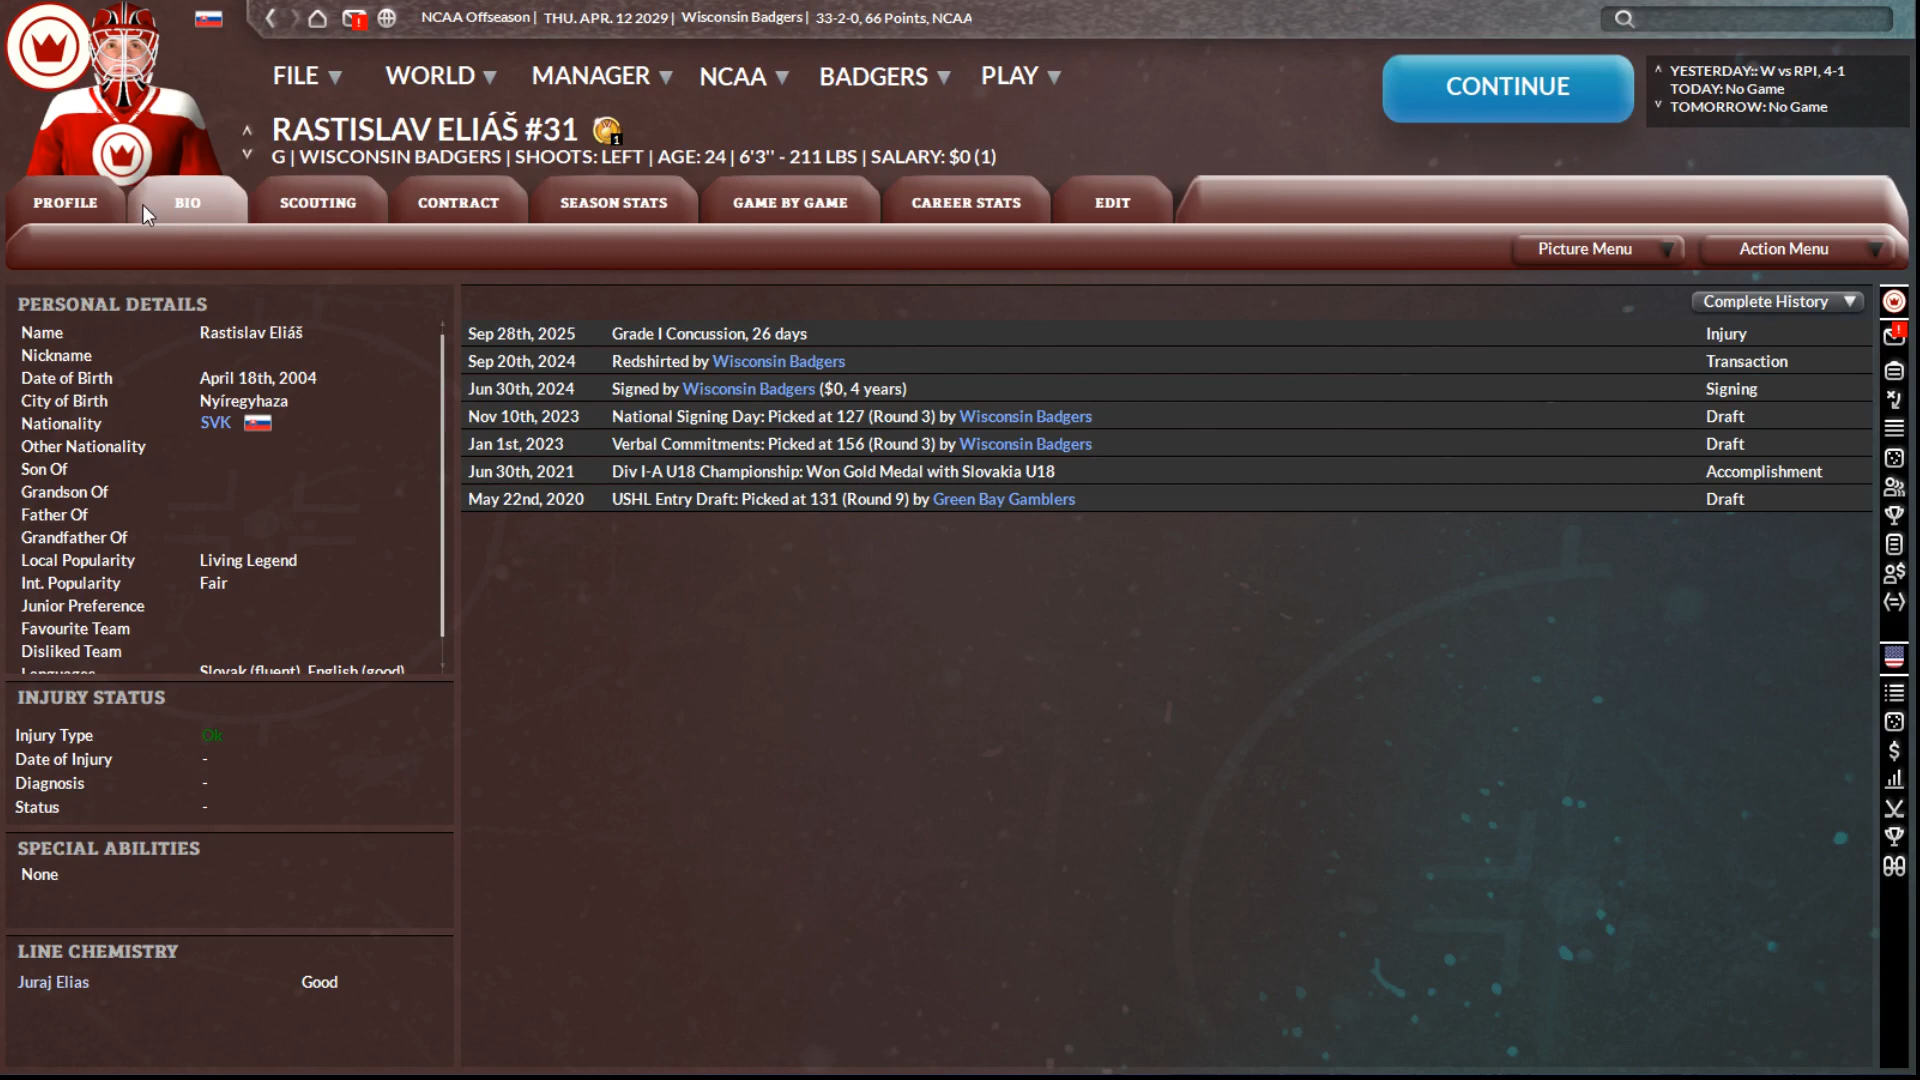 NCAA Offseason | THU. APR. 12 2029 | Wisconsin Badgers | 33-2-0, 66 Points, NCAA
FILE WORLD MANAGER NCAA BADGERS PLAY
CONTINUE
YESTERDAY:: W vs RPI, 4-1
TODAY: No Game
TOMORROW: No Game
RASTISLAV ELIÁŠ #31
1
G | WISCONSIN BADGERS | SHOOTS: LEFT | AGE: 24 | 6'3'' - 211 LBS | SALARY: $0 (1)
PROFILE BIO SCOUTING CONTRACT SEASON STATS GAME BY GAME CAREER STATS EDIT
Picture Menu Action Menu
PERSONAL DETAILS
Name Rastislav Eliáš
Nickname
Date of Birth April 18th, 2004
City of Birth Nyíregyhaza
Nationality SVK
Other Nationality
Son Of
Grandson Of
Father Of
Grandfather Of
Local Popularity Living Legend
Int. Popularity Fair
Junior Preference
Favourite Team
Disliked Team
Languages Slovak (fluent), English (good)
INJURY STATUS
Injury Type Ok
Date of Injury -
Diagnosis -
Status -
SPECIAL ABILITIES
None
LINE CHEMISTRY
Juraj Elias Good
Complete History
Sep 28th, 2025 Grade I Concussion, 26 days Injury
Sep 20th, 2024 Redshirted by Wisconsin Badgers Transaction
Jun 30th, 2024 Signed by Wisconsin Badgers ($0, 4 years) Signing
Nov 10th, 2023 National Signing Day: Picked at 127 (Round 3) by Wisconsin Badgers Draft
Jan 1st, 2023 Verbal Commitments: Picked at 156 (Round 3) by Wisconsin Badgers Draft
Jun 30th, 2021 Div I-A U18 Championship: Won Gold Medal with Slovakia U18 Accomplishment
May 22nd, 2020 USHL Entry Draft: Picked at 131 (Round 9) by Green Bay Gamblers Draft